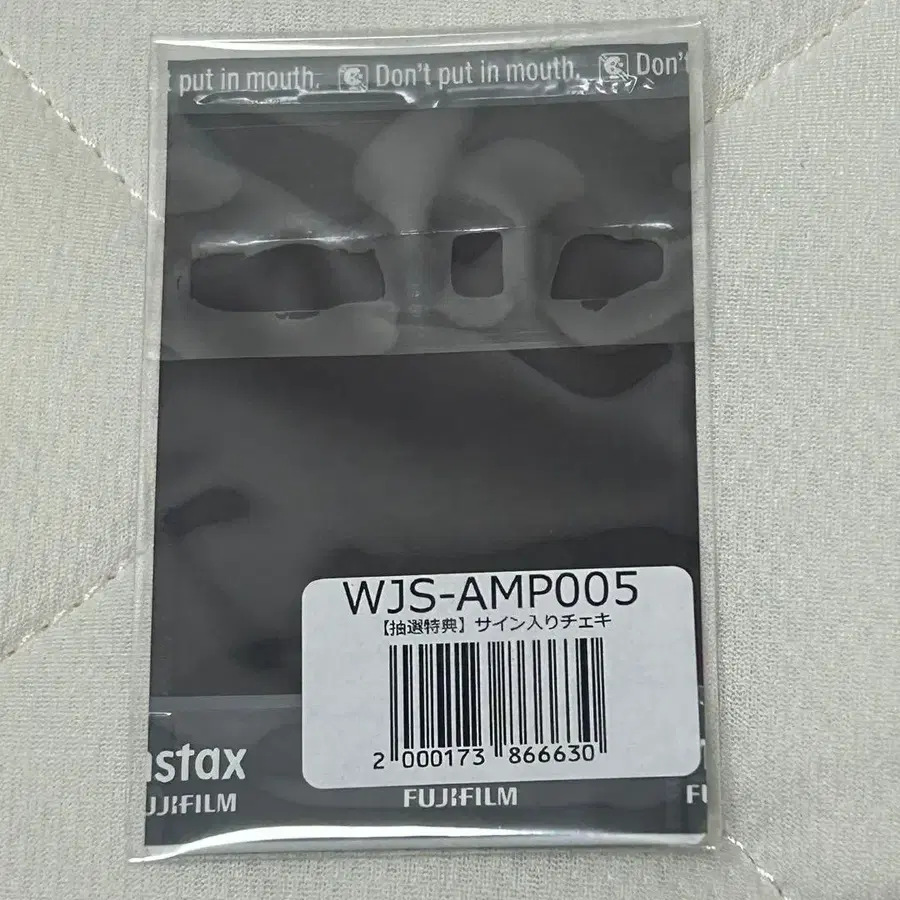 put in mouth. Don't put in mouth. Don't
WJS-AMP005
【抽選特典】サイン入りチェキ
2 000173 866630
instax
FUJIFILM FUJIFILM